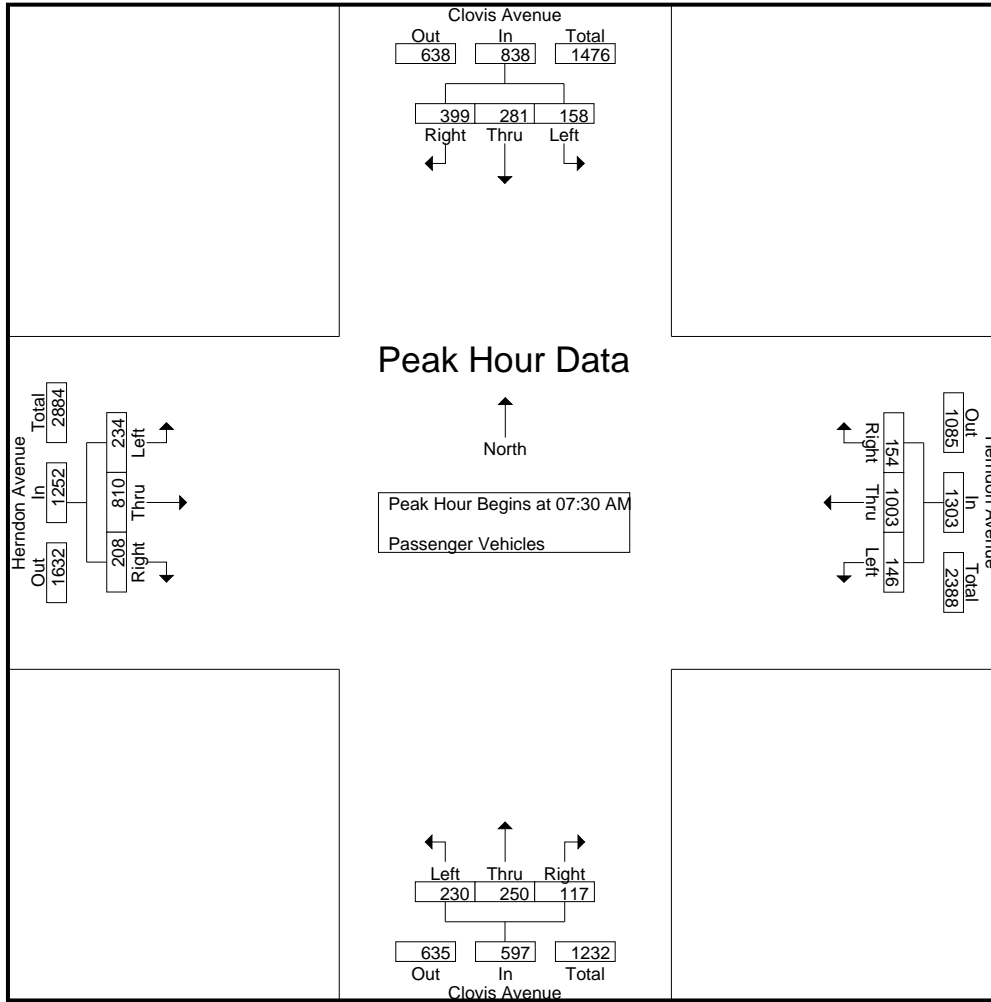 Clovis Avenue
Out In Total
638 838 1476
399 281 158
Right Thru Left
Peak Hour Data
North
Peak Hour Begins at 07:30 AM
Passenger Vehicles
Herndon Avenue
Out In Total
1632 1252 2884
208 810 234
Right Thru Left
Herndon Avenue
Out In Total
1085 1303 2388
154 1003 146
Right Thru Left
Left Thru Right
230 250 117
635 597 1232
Out In Total
Clovis Avenue